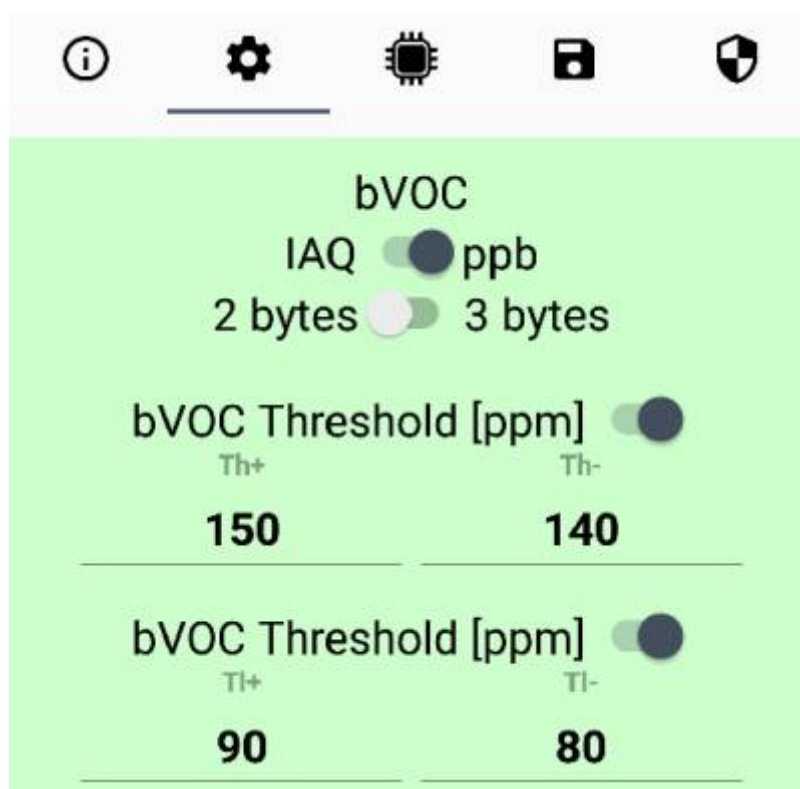 bVOC
IAQ ppb
2 bytes 3 bytes
bVOC Threshold [ppm]
Th+ Th-
150 140
bVOC Threshold [ppm]
Tl+ Tl-
90 80